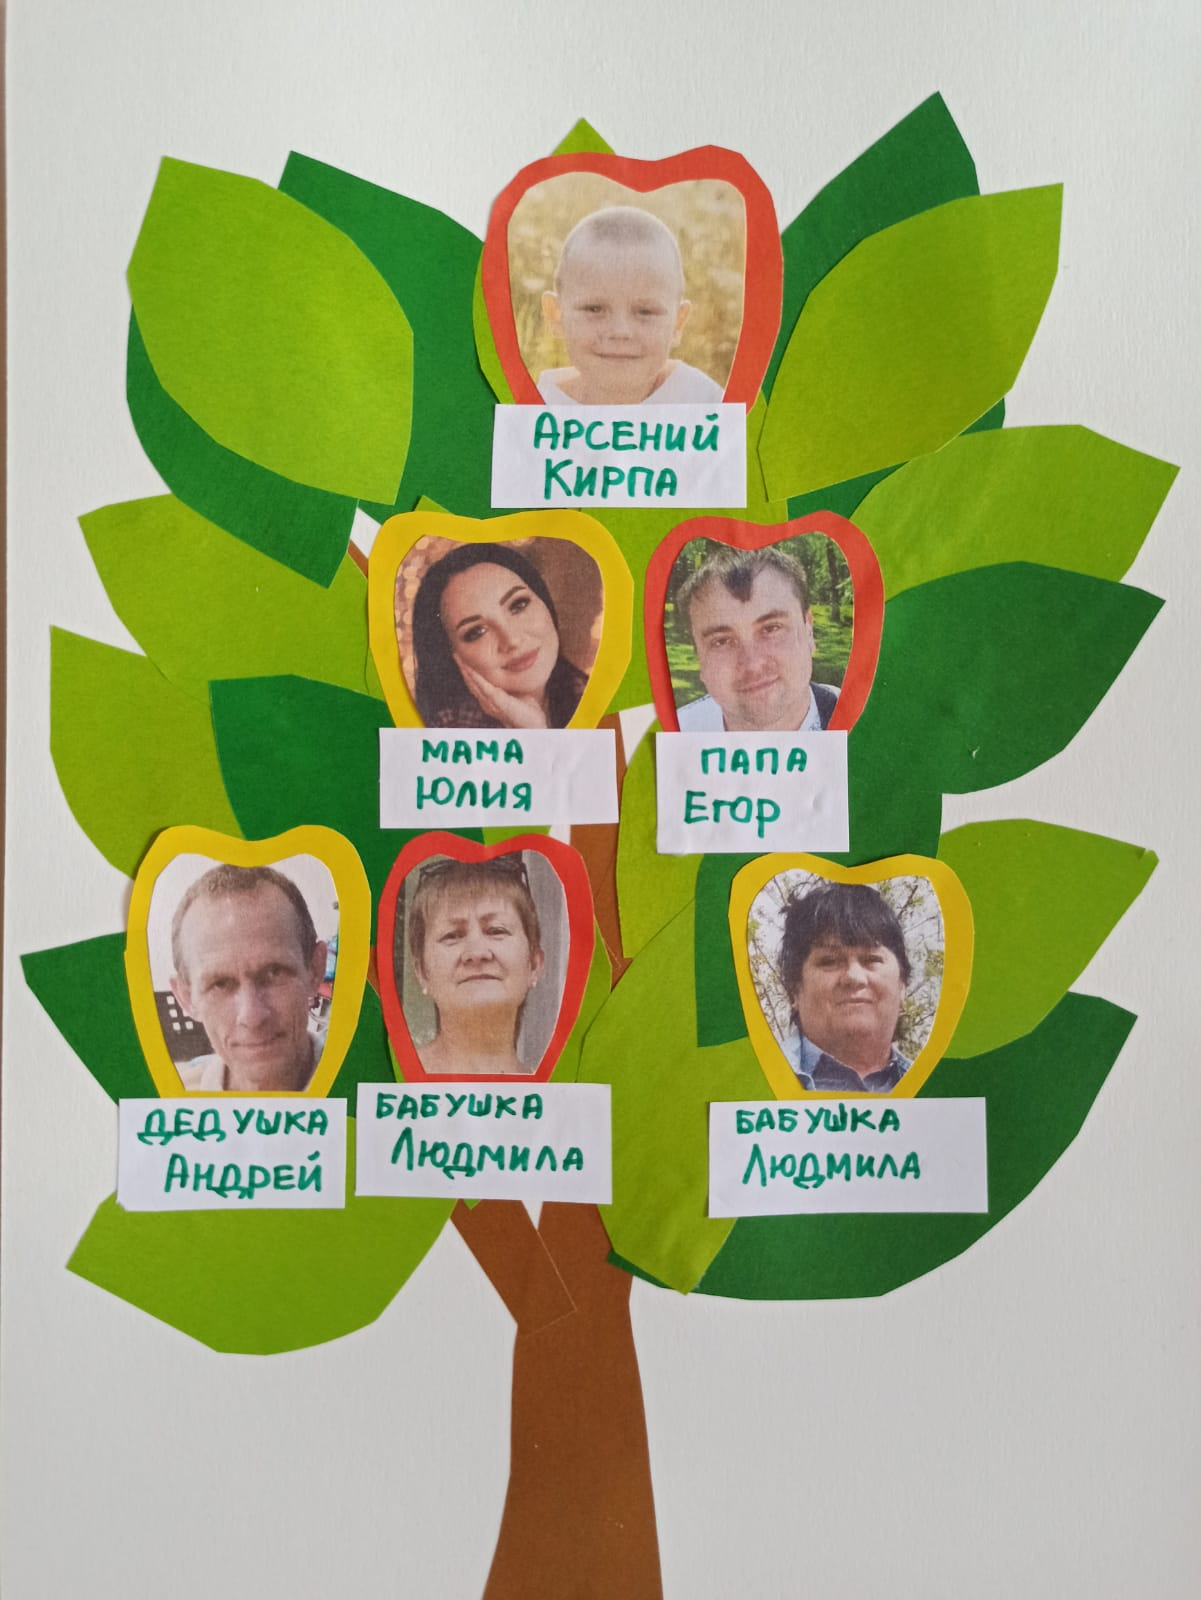 АРСЕНИЙ
КИРПА
МАМА
ЮЛИЯ
ПАПА
ЕГОР
ДЕДУШКА
АНДРЕЙ
БАБУШКА
ЛЮДМИЛА
БАБУШКА
ЛЮДМИЛА